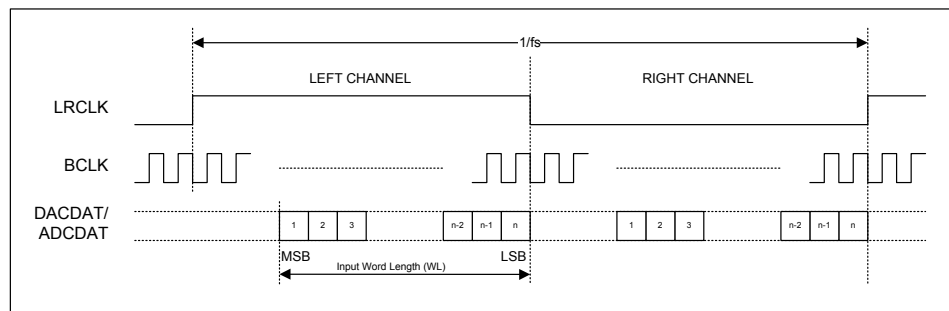 1/fs
LEFT CHANNEL RIGHT CHANNEL
LRCLK
BCLK
DACDAT/
ADCDAT
1 2 3 n-2 n-1 n 1 2 3 n-2 n-1 n
MSB LSB
Input Word Length (WL)